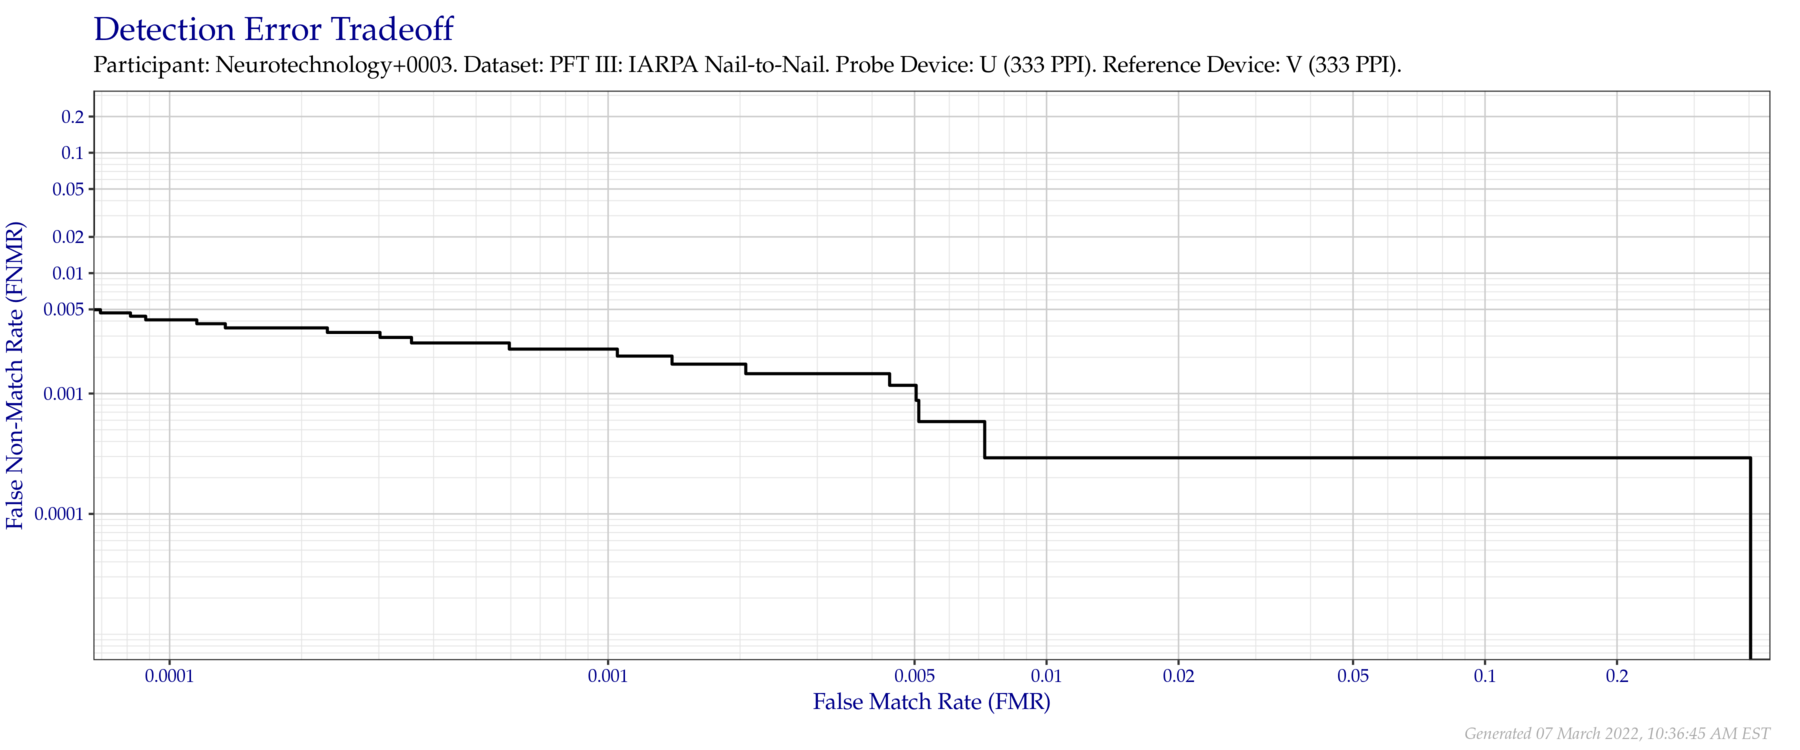 Detection Error Tradeoff
Participant: Neurotechnology+0003. Dataset: PFT III: IARPA Nail-to-Nail. Probe Device: U (333 PPI). Reference Device: V (333 PPI).
False Non-Match Rate (FNMR)
0.2
0.1
0.05
0.02
0.01
0.005
0.001
0.0001
0.0001 0.001 0.005 0.01 0.02 0.05 0.1 0.2
False Match Rate (FMR)
Generated 07 March 2022, 10:36:45 AM EST